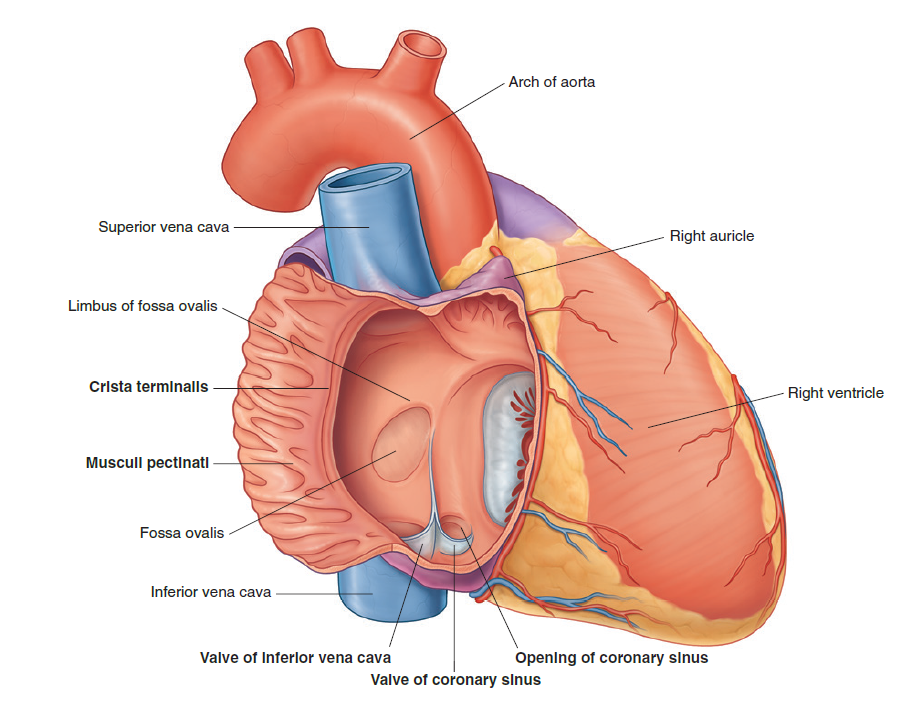 Arch of aorta
Superior vena cava
Right auricle
Limbus of fossa ovalis
Crista terminalis
Right ventricle
Musculi pectinati
Fossa ovalis
Inferior vena cava
Valve of inferior vena cava
Opening of coronary sinus
Valve of coronary sinus